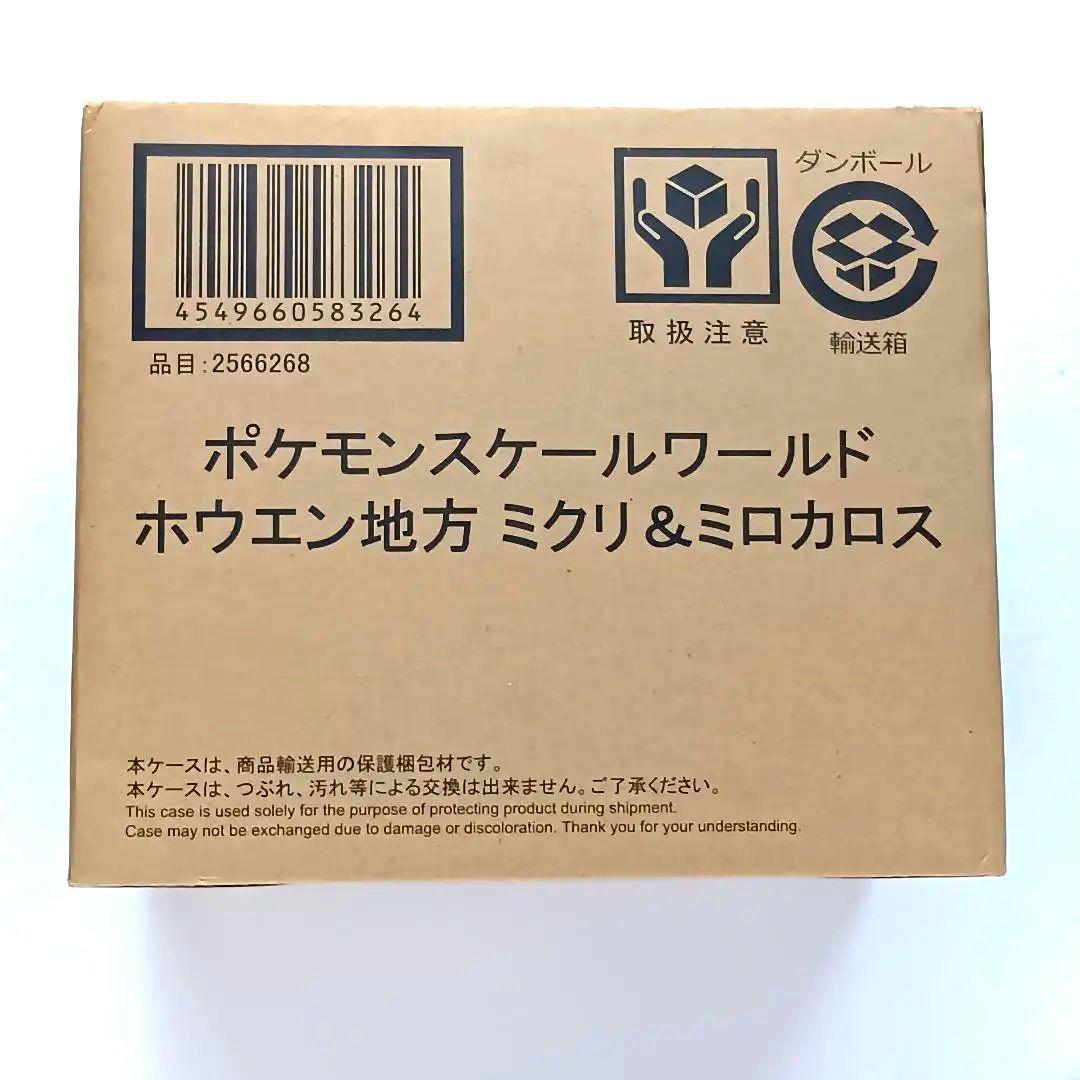 4549660583264
品目:2566268
取扱注意
ダンボール
輸送箱
ポケモンスケールワールド
ホウエン地方 ミクリ&ミロカロス
本ケースは、商品輸送用の保護梱包材です。
本ケースは、つぶれ、汚れ等による交換は出来ません。ご了承ください。
This case is used solely for the purpose of protecting product during shipment.
Case may not be exchanged due to damage or discoloration. Thank you for your understanding.